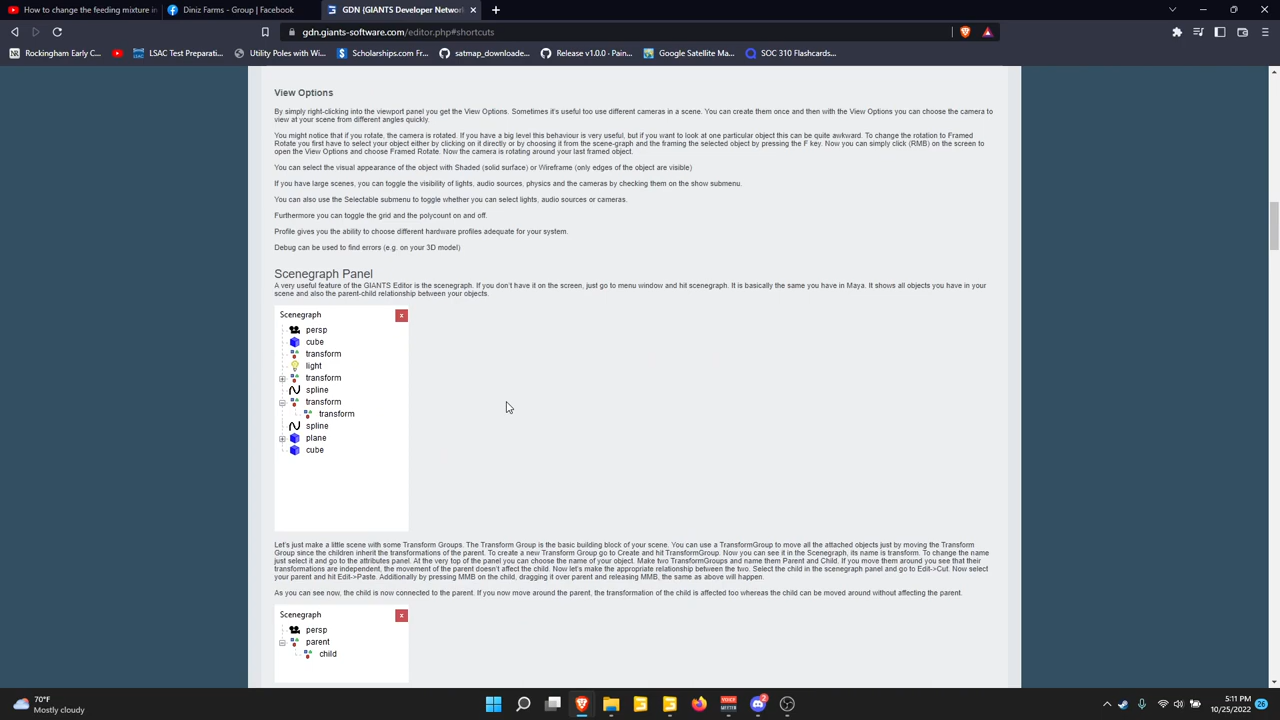 How to change the feeding mixture in
Diniz Farms - Group | Facebook
GDN | GIANTS Developer Network
gdn.giants-software.com/editor.php#shortcuts
Rockingham Early C...
LSAC Test Preparati...
Utility Poles with Wi...
Scholarships.com Fr...
satmap_downloade...
Release v1.0.0 · Pam...
Google Satellite Ma...
SOC 310 Sociology...
View Options
By simply right-clicking into the viewport panel you get the View Options. Sometimes it's useful too use different cameras in a scene. You can create them once and then with the View Options you can choose the camera to
view at your scene from different angles quickly.
You might notice that if you rotate, the camera is rotated. If you have a big level this behaviour is very useful, but if you want to look at one particular object this can be quite awkward. To change the rotation to Framed
Rotate you first have to select your object either by clicking on it directly or by choosing it from the scene-graph and the framing the selected object by pressing the F key. Now you can simply click (RMB) on the screen to
open the View Options and choose Framed Rotate. Now the camera is rotating around your last framed object.
You can select the visual appearance of the object with Shaded (solid surface) or Wireframe (only edges of the object are visible)
If you have large scenes, you can toggle the visibility of lights, audio sources, physics and the cameras by checking them on the show submenu.
You can also use the Selectable submenu to toggle whether you can select lights, audio sources or cameras.
Furthermore you can toggle the grid and the polycount on and off.
Profile gives you the ability to choose different hardware profiles adequate for your system.
Debug can be used to find errors (e.g. on your 3D model)
Scenegraph Panel
A very useful feature of the GIANTS Editor is the scenegraph. If you don't have it on the screen, just go to menu window and hit scenegraph. It is basically the same you have in Maya. It shows all objects you have in your
scene and also the parent-child relationship between your objects.
Scenegraph
persp
cube
transform
light
transform
spline
transform
transform
spline
plane
cube
Let's just make a little scene with some Transform Groups. The Transform Group is the basic building block of your scene. You can use a TransformGroup to move all the attached objects just by moving the Transform
Group since the children inherit the transformations of the parent. To create a new Transform Group go to Create and hit TransformGroup. Now you can see it in the Scenegraph, its name is transform. To change the name
just select it and go to the attributes panel. At the very top of the panel you can choose the name of your object. Make two TransformGroups and name them Parent and Child. If you move them around you see that their
transformations are independent, the movement of the parent doesn't affect the child. Now let's make the appropriate relationship between the two. Select the child in the scenegraph panel and go to Edit->Cut. Now select
your parent and hit Edit->Paste. Additionally by pressing MMB on the child, dragging it over parent and releasing MMB, the same as above will happen.
As you can see now, the child is now connected to the parent. If you now move around the parent, the transformation of the child is affected too whereas the child can be moved around without affecting the parent.
Scenegraph
persp
parent
child
70°F
Mostly cloudy
2
5:11 PM
10/25/2022
26